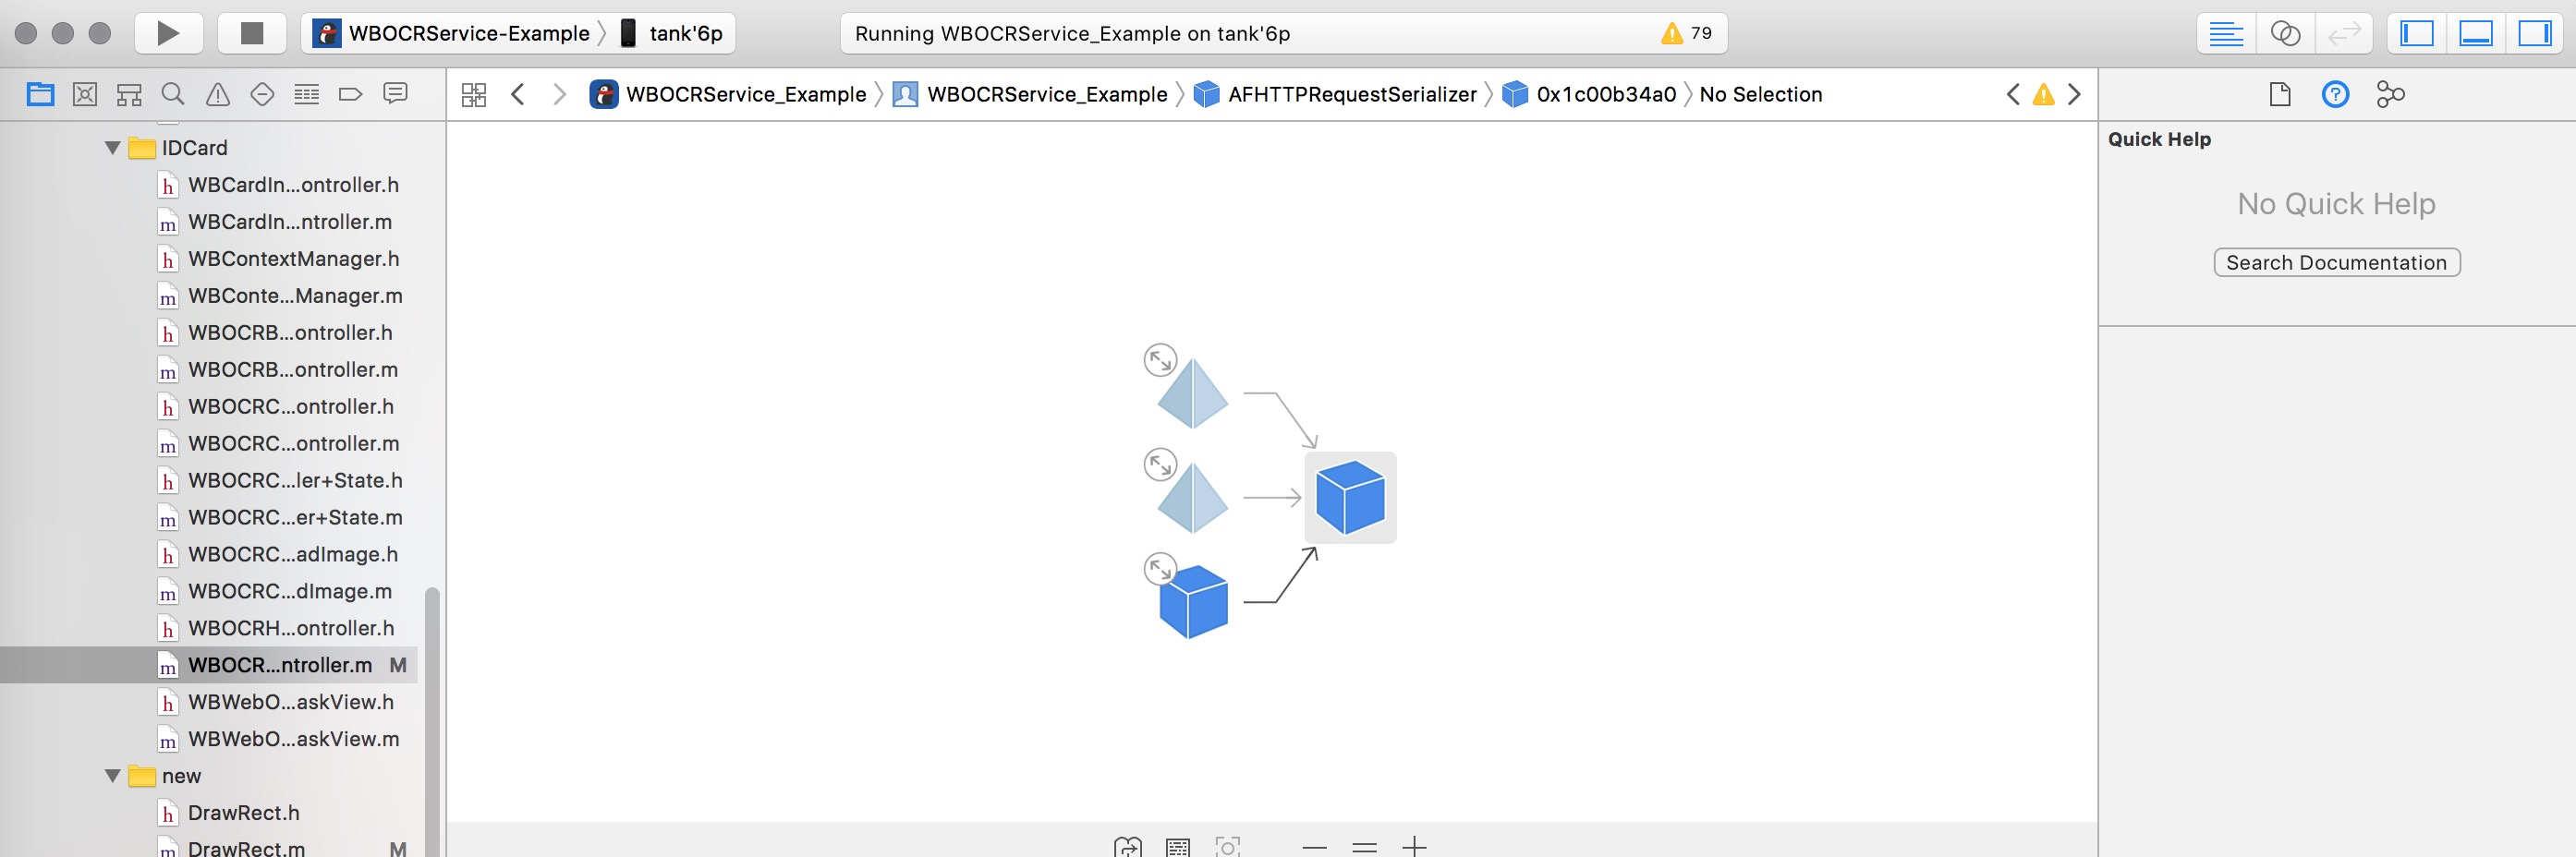 WBOCRService-Example tank'6p
Running WBOCRService_Example on tank'6p 79
WBOCRService_Example WBOCRService_Example AFHTTPRequestSerializer 0x1c00b34a0 No Selection
IDCard
h WBCardIn...ontroller.h
m WBCardIn...ntroller.m
h WBContextManager.h
m WBConte...Manager.m
h WBOCRB...ontroller.h
m WBOCRB...ontroller.m
h WBOCRC...ontroller.h
m WBOCRC...ontroller.m
h WBOCRC...ler+State.h
m WBOCRC...er+State.m
h WBOCRC...adImage.h
m WBOCRC...dImage.m
h WBOCRH...ontroller.h
m WBOCR...ntroller.m M
h WBWebO...askView.h
m WBWebO...askView.m
new
h DrawRect.h
m DrawRect.m M
Quick Help
No Quick Help
Search Documentation